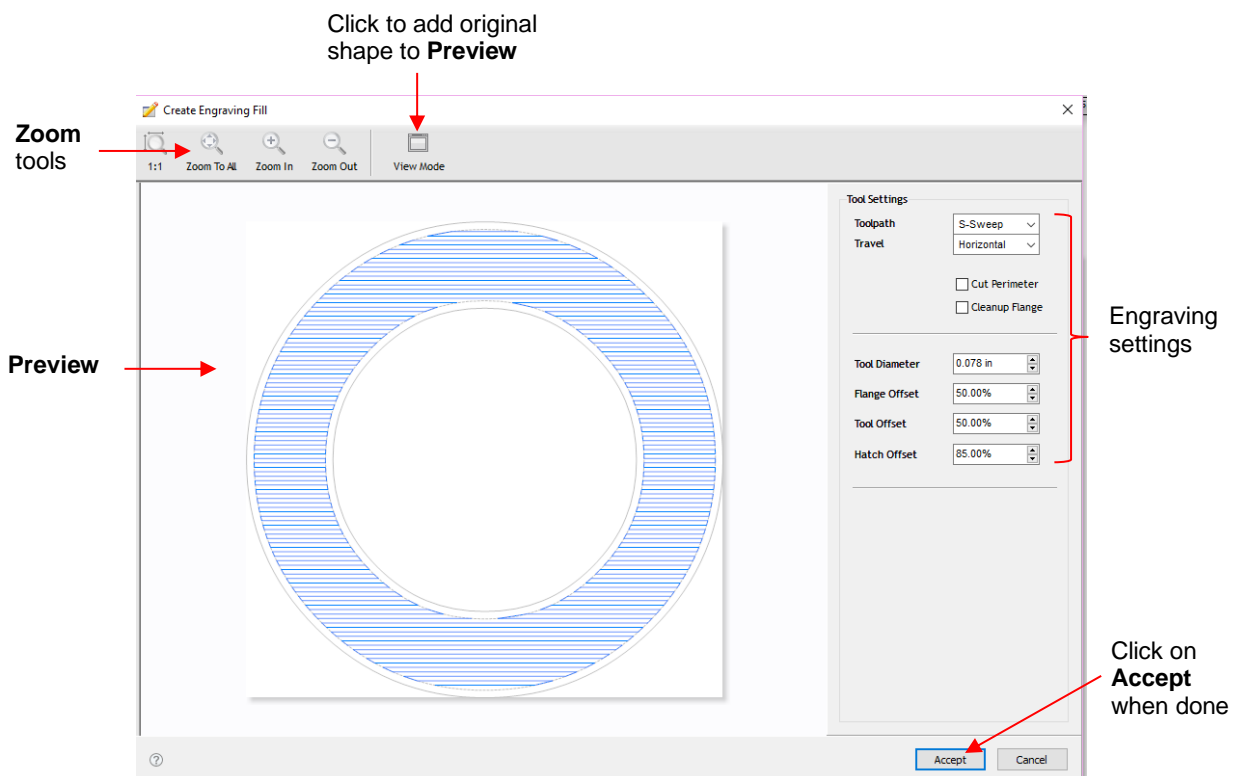 Click to add original
shape to Preview
Create Engraving Fill
Zoom
tools
1:1 Zoom To All Zoom In Zoom Out View Mode
Tool Settings
Toolpath S-Sweep
Travel Horizontal
Cut Perimeter
Cleanup Flange
Engraving
settings
Preview
Tool Diameter 0.078 in
Flange Offset 50.00%
Tool Offset 50.00%
Hatch Offset 85.00%
Click on
Accept
when done
? Accept Cancel